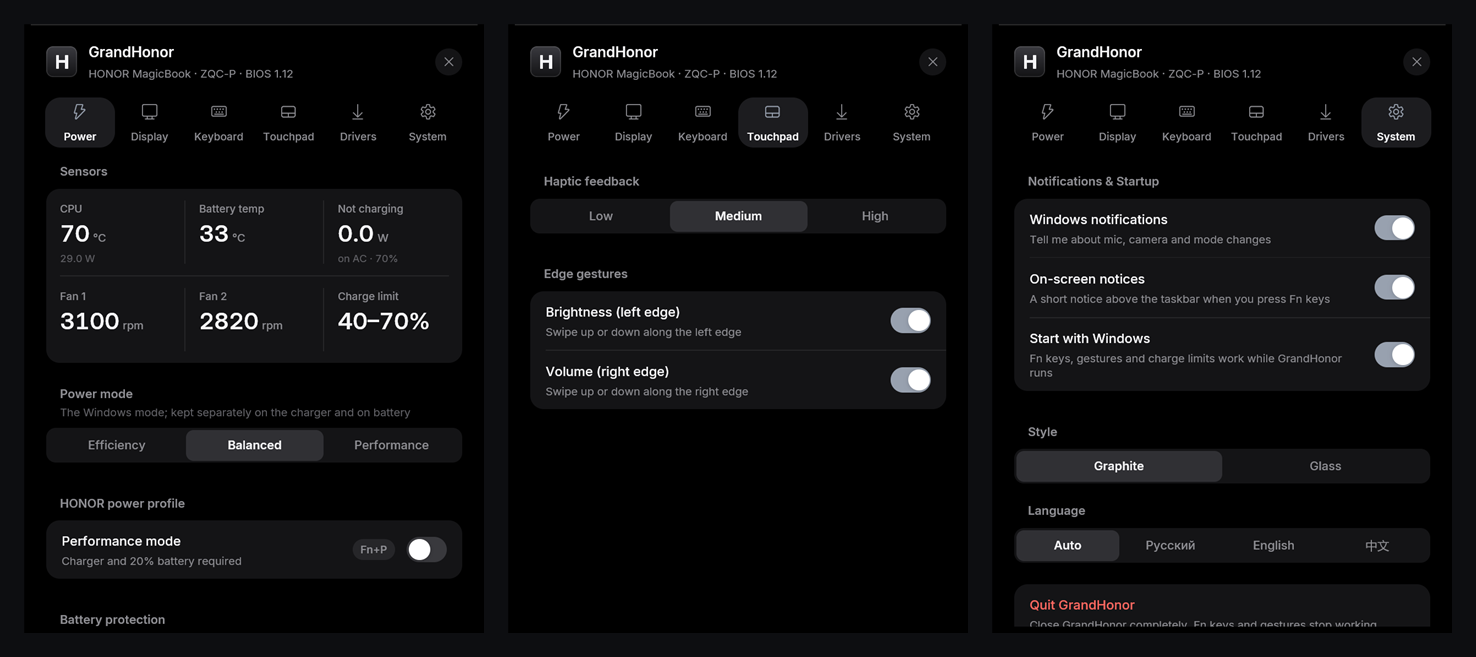 H
GrandHonor
HONOR MagicBook · ZQC-P · BIOS 1.12
Power
Display
Keyboard
Touchpad
Drivers
System
Sensors
CPU
70 °C
29.0 W
Battery temp
33 °C
Not charging
0.0 W
on AC · 70%
Fan 1
3100 rpm
Fan 2
2820 rpm
Charge limit
40–70%
Power mode
The Windows mode; kept separately on the charger and on battery
Efficiency
Balanced
Performance
HONOR power profile
Performance mode
Charger and 20% battery required
Fn+P
Battery protection
H
GrandHonor
HONOR MagicBook · ZQC-P · BIOS 1.12
Power
Display
Keyboard
Touchpad
Drivers
System
Haptic feedback
Low
Medium
High
Edge gestures
Brightness (left edge)
Swipe up or down along the left edge
Volume (right edge)
Swipe up or down along the right edge
H
GrandHonor
HONOR MagicBook · ZQC-P · BIOS 1.12
Power
Display
Keyboard
Touchpad
Drivers
System
Notifications & Startup
Windows notifications
Tell me about mic, camera and mode changes
On-screen notices
A short notice above the taskbar when you press Fn keys
Start with Windows
Fn keys, gestures and charge limits work while GrandHonor
runs
Style
Graphite
Glass
Language
Auto
Русский
English
中文
Quit GrandHonor
Close GrandHonor completely. Fn keys and gestures stop working.